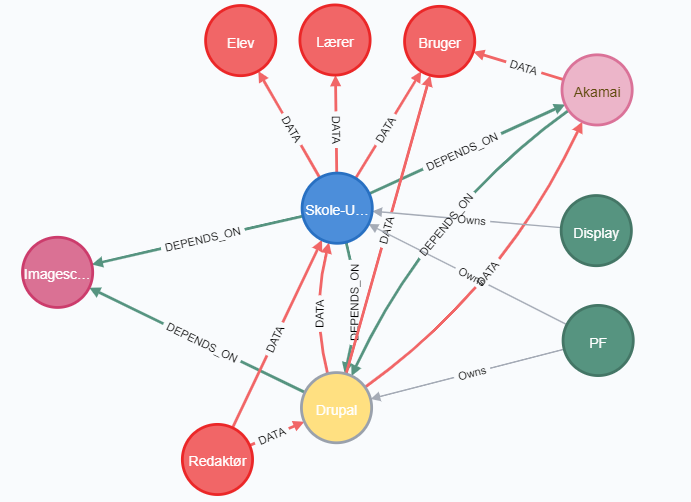 Elev
Lærer
Bruger
DATA
Akamai
DATA
DATA
DATA
DEPENDS_ON
Skole-U...
Owns
Display
DEPENDS_ON
DATA
DEPENDS_ON
Imagesc...
Owns
DATA
DEPENDS_ON
DATA
DATA
DEPENDS_ON
PF
Owns
Drupal
DATA
Redaktør